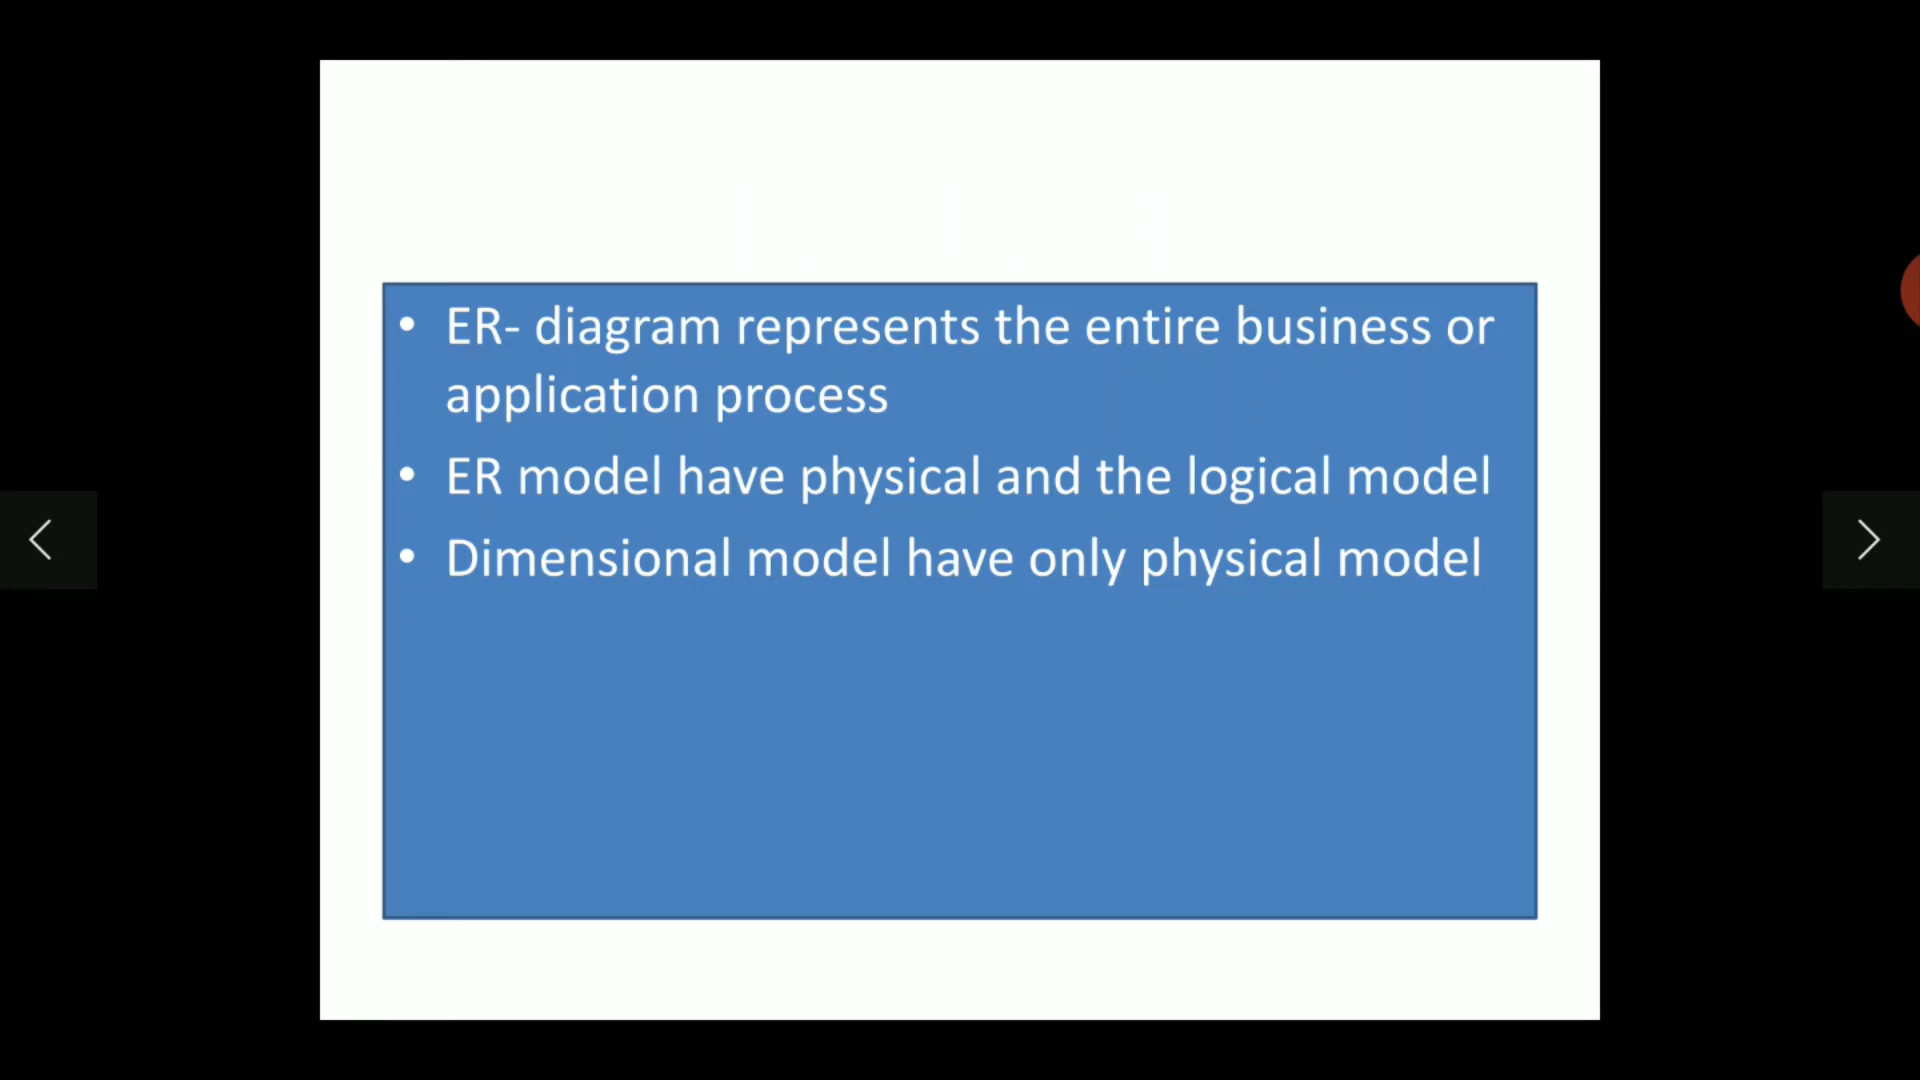 • ER- diagram represents the entire business or
application process
• ER model have physical and the logical model
• Dimensional model have only physical model